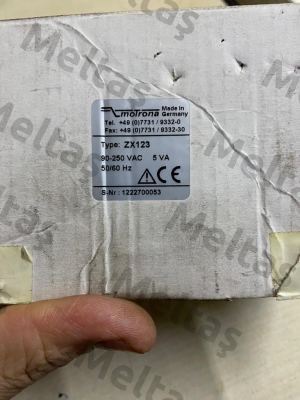 motrona Made in Germany
Tel. +49 (0)7731 / 9332-0
Fax: +49 (0)7731 / 9332-30
Type: ZX123
90-250 VAC 5 VA
50/60 Hz
CE
S-Nr.: 1222700053
Meltaş
Meltaş
Meltaş
Meltaş
Meltaş
Meltaş
Meltaş